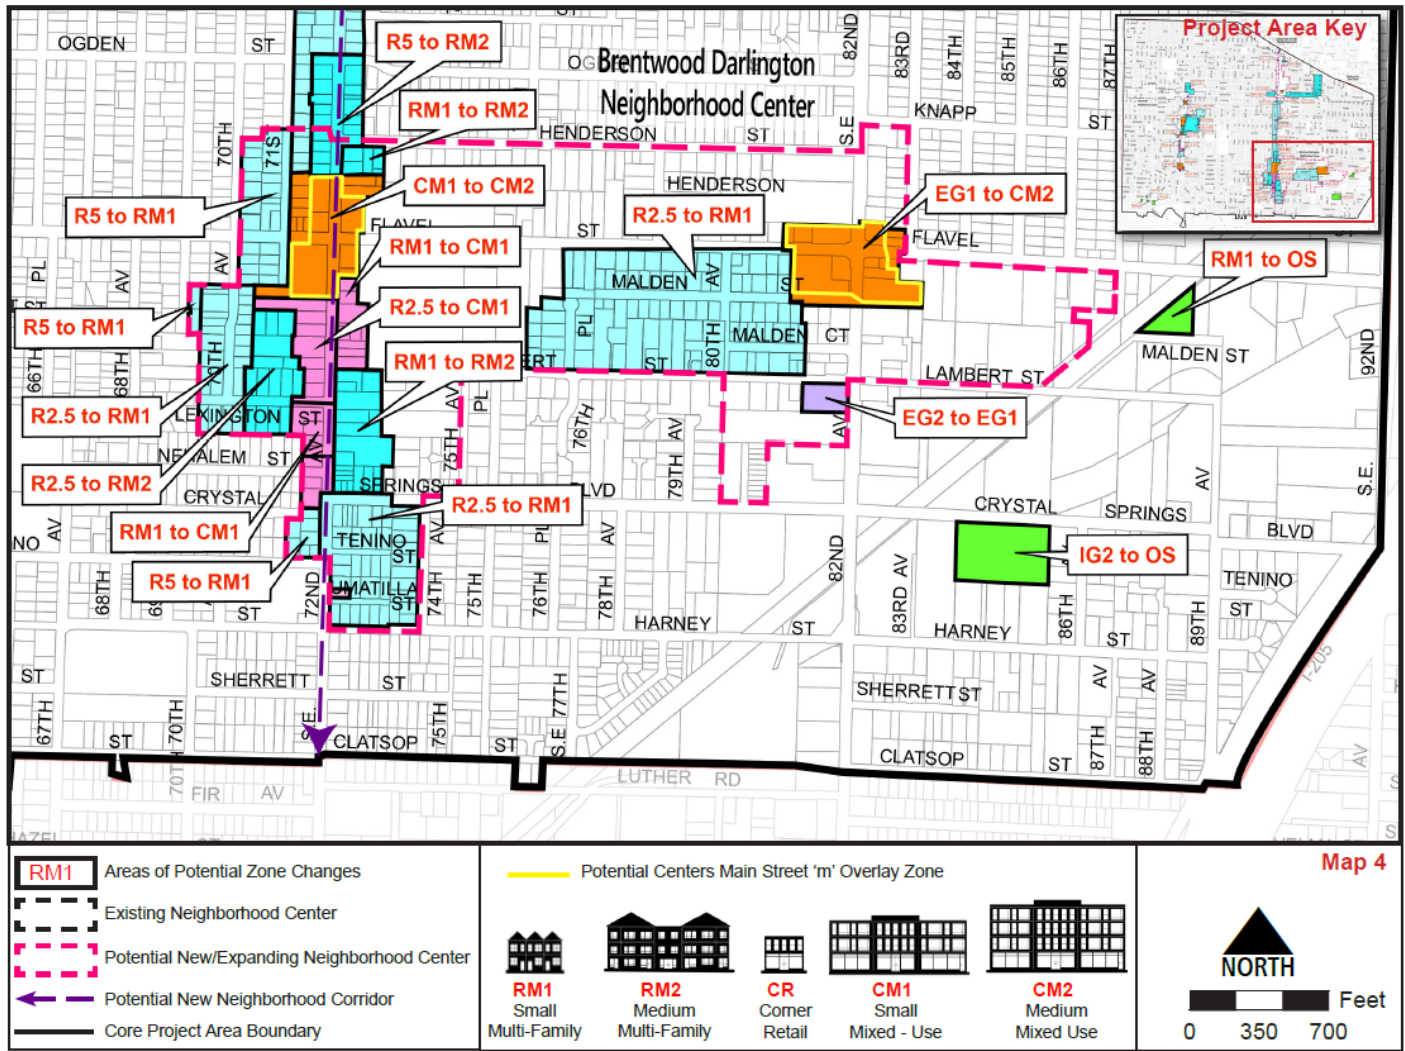 OGDEN
ST
ST
R5 to RM2
82ND
83RD
84TH
85TH
86TH
87TH
Project Area Key
Brentwood Darlington
Neighborhood Center
RM1 to RM2
KNAPP
ST
HENDERSON
ST
S.E
70TH
71ST
CM1 to CM2
HENDERSON
EG1 to CM2
R5 to RM1
R2.5 to RM1
FLAVEL
ST
FLAVEL
RM1 to CM1
RM1 to OS
PL
AV
AV
MALDEN
AV
ST
R2.5 to CM1
R5 to RM1
PL
80TH
MALDEN
CT
MALDEN ST
92ND
66TH
68TH
70TH
RM1 to RM2
ST
LAMBERT ST
R2.5 to RM1
AV
PL
LEXINGTON
ST
76TH
AV
AV
EG2 to EG1
NEHALEM
ST
AV
75TH
79TH
R2.5 to RM2
CRYSTAL
SPRINGS
BLVD
R2.5 to RM1
CRYSTAL
SPRINGS
AV
S.E.
BLVD
RM1 to CM1
NO
AV
TENINO
ST
AV
PL
AV
82ND
AV
IG2 to OS
R5 to RM1
TENINO
ST
UMATILLA
ST
68TH
ST
72ND
74TH
75TH
76TH
78TH
HARNEY
ST
83RD
HARNEY
86TH
ST
89TH
I-205
ST
SHERRETT
ST
SHERRETT ST
AV
AV
67TH
70TH
S.E.
75TH
S.E 77TH
ST
CLATSOP
ST
CLATSOP
ST
87TH
88TH
70TH
FIR
AV
LUTHER
RD
AV
RM1
Areas of Potential Zone Changes
Existing Neighborhood Center
Potential New/Expanding Neighborhood Center
Potential New Neighborhood Corridor
Core Project Area Boundary
Potential Centers Main Street ‘m’ Overlay Zone
RM1
Small
Multi-Family
RM2
Medium
Multi-Family
CR
Corner
Retail
CM1
Small
Mixed - Use
CM2
Medium
Mixed Use
Map 4
NORTH
Feet
0 350 700